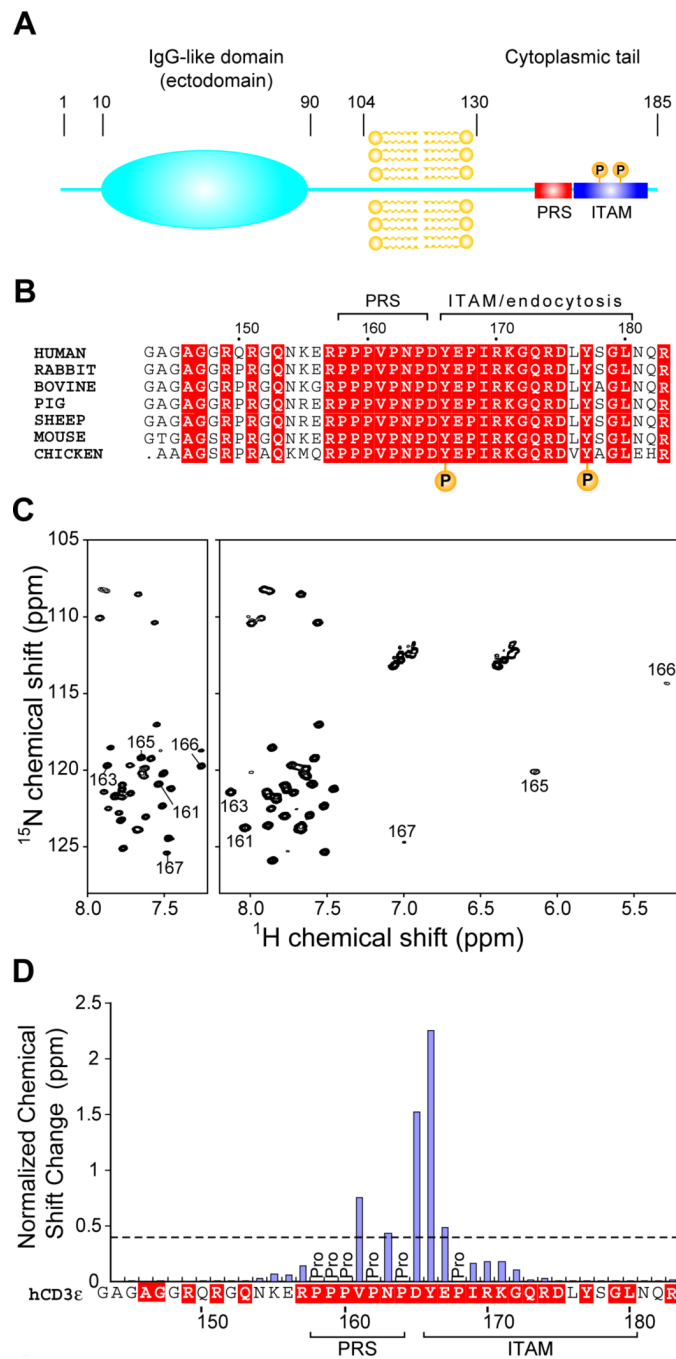 A
IgG-like domain
(ectodomain)
Cytoplasmic tail
1 10 90 104 130 185
P P
PRS ITAM
B
PRS ITAM/endocytosis
150 160 170 180
HUMAN GAGAGGRQRGQNKERPPPVPNPDYEPIRKGQRDLYSGLNQR
RABBIT GAGAGGRPRGQNKERPPPVPNPDYEPIRKGQRDLYSGLNQR
BOVINE GAGAGGRPRGQNKGRPPPVPNPDYEPIRKGQRDLYAGLNQR
PIG GAGAGGRPRGQNRERPPPVPNPDYEPIRKGQRDLYSGLNQR
SHEEP GAGAGGRPRGQNRERPPPVPNPDYEPIRKGQRDLYSGLNQR
MOUSE GTGAGSRPRGQNKERPPPVPNPDYEPIRKGQRDLYSGLNQR
CHICKEN .AAAGSRPRAQKMQRPPPVPNPDYEPIRKGQRDVYAGLEHR
P P
C
105
110
115
120
125
15N chemical shift (ppm)
165 166
163
161
167
163
161
167
165
166
8.0 7.5 8.0 7.5 7.0 6.5 6.0 5.5
1H chemical shift (ppm)
D
Normalized Chemical
Shift Change (ppm)
2.5
2
1.5
1
0.5
0
Pro Pro Pro Pro Pro Pro
hCD3ε GAGAGGRQRGQNKERPPPVPNPDYEPIRKGQRDLYSGLNQR
150 160 170 180
PRS ITAM